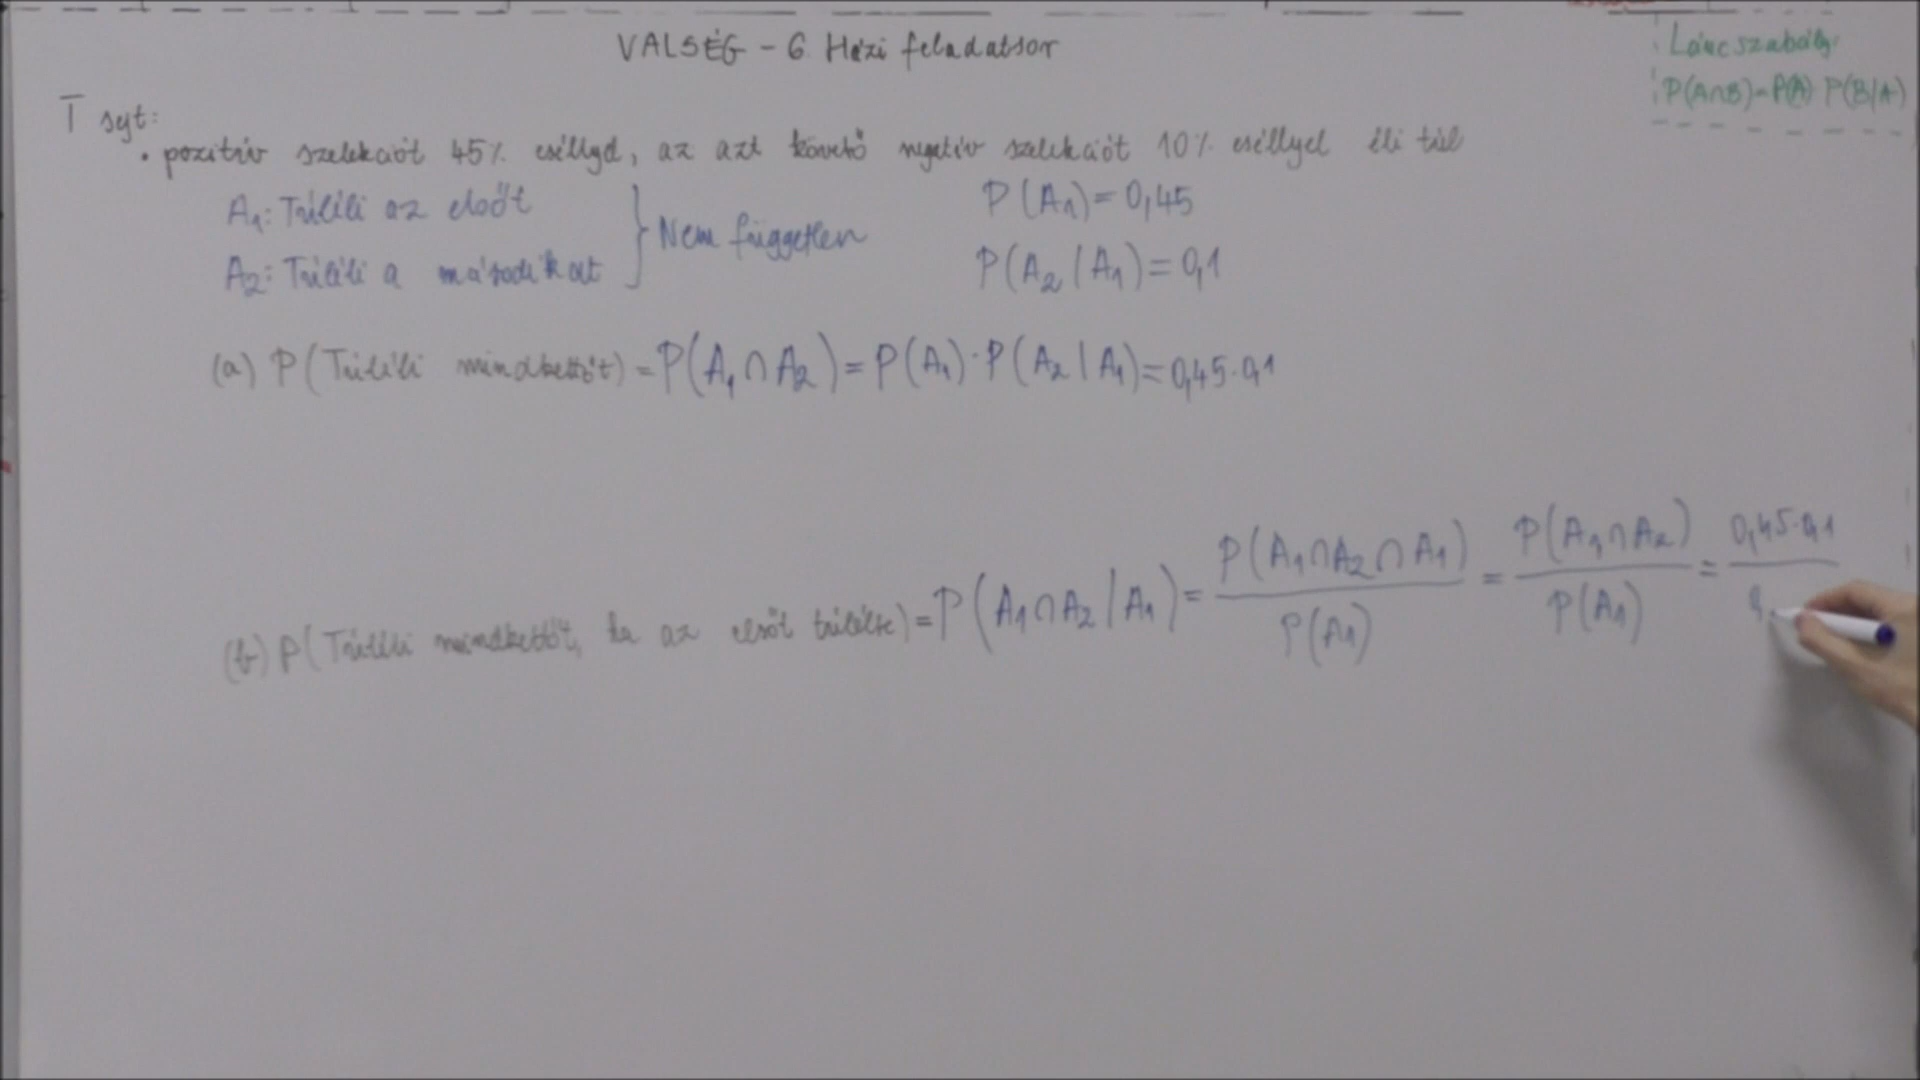 VALSÉG - 6 Házi feladatsor
Láncszabály:
P(A∩B)=P(A) P(B|A)
T sejt:
• pozitív szelekciót 45% eséllyel, az azt követő negatív szelekciót 10% eséllyel éli túl
A₁: Túléli az elsőt
A₂: Túléli a másodikat
} Nem független
P(A₁)=0,45
P(A₂|A₁)=0,1
(a) P(Túléli mindkettőt)=P(A₁∩A₂)=P(A₁)·P(A₂|A₁)=0,45·0,1
(b) P(Túléli mindkettőt, ha az elsőt túlélte)=P(A₁∩A₂|A₁)= P(A₁∩A₂∩A₁)/P(A₁) = P(A₁∩A₂)/P(A₁) = 0,45·0,1/0,